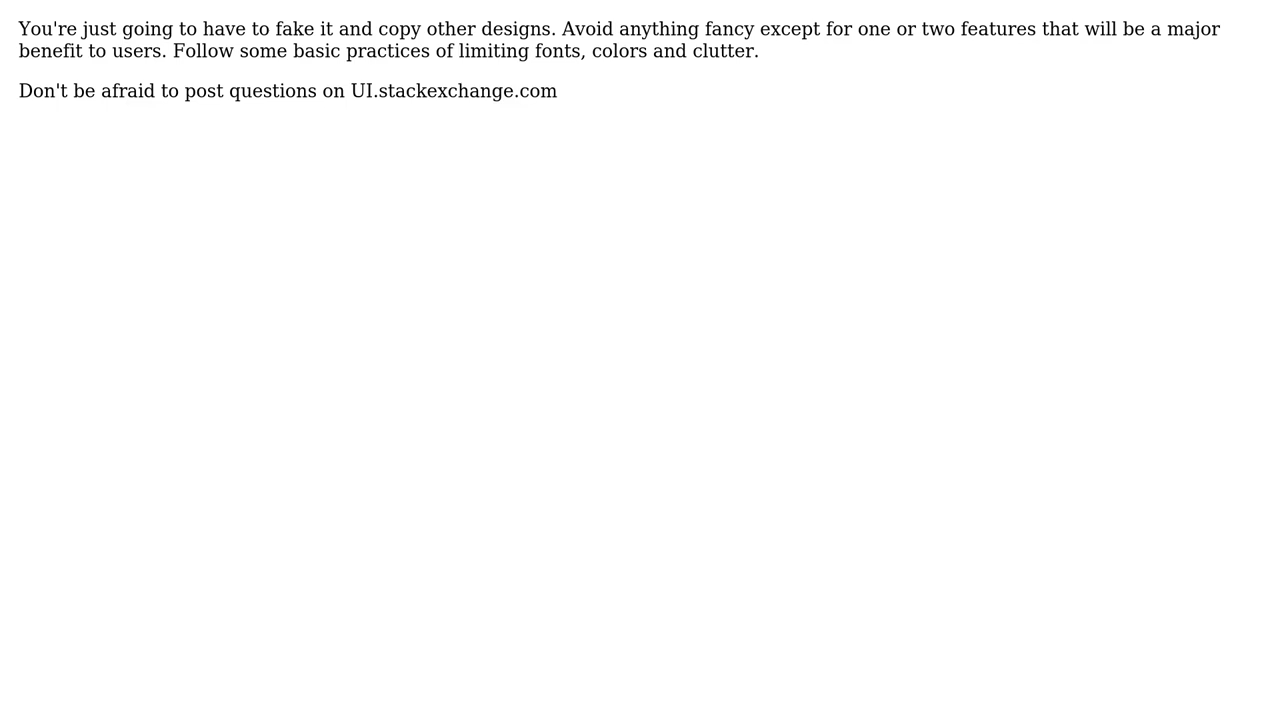 You're just going to have to fake it and copy other designs. Avoid anything fancy except for one or two features that will be a major
benefit to users. Follow some basic practices of limiting fonts, colors and clutter.
Don't be afraid to post questions on UI.stackexchange.com